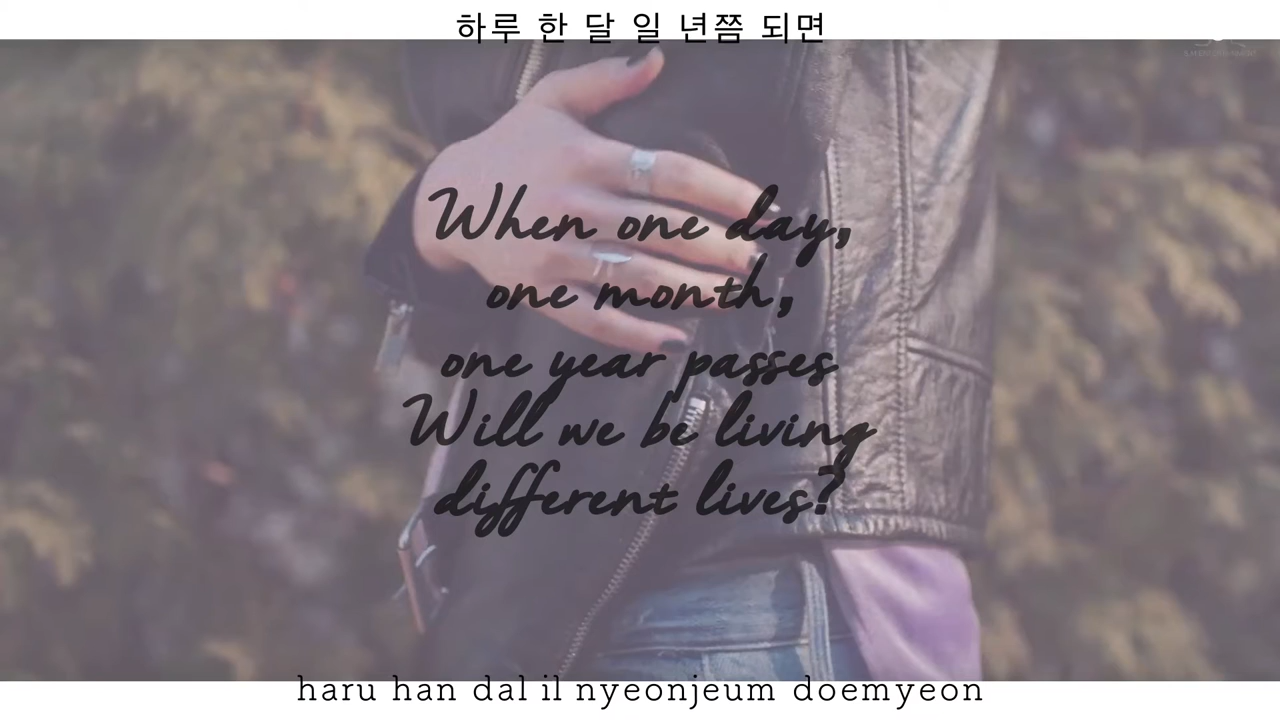 하루 한 달 일 년쯤 되면
When one day,
one month,
one year passes
Will we be living
different lives?
haru han dal il nyeonjeum doemyeon